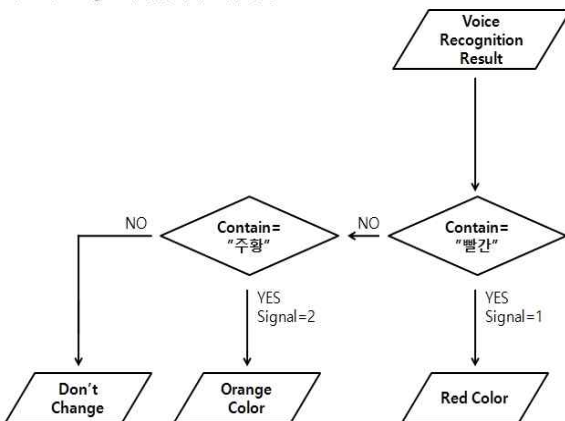 Voice
Recognition
Result
Contain=
"빨간"
NO
Contain=
"주황"
NO
YES
Signal=1
YES
Signal=2
Red Color
Orange
Color
Don't
Change